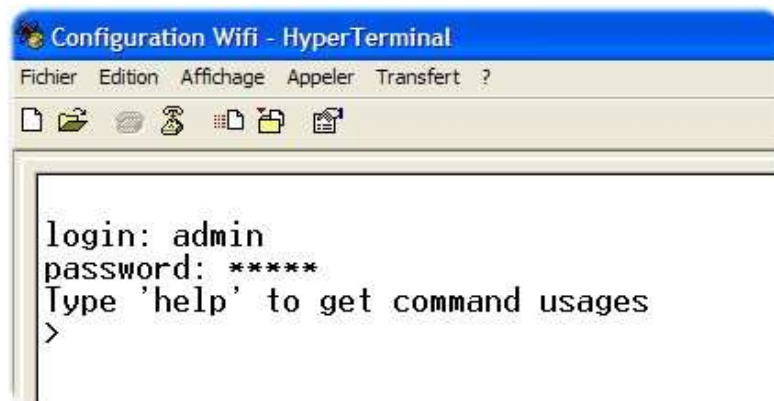 Configuration Wifi - HyperTerminal
Fichier Edition Affichage Appeler Transfert ?
login: admin
password: *****
Type 'help' to get command usages
>